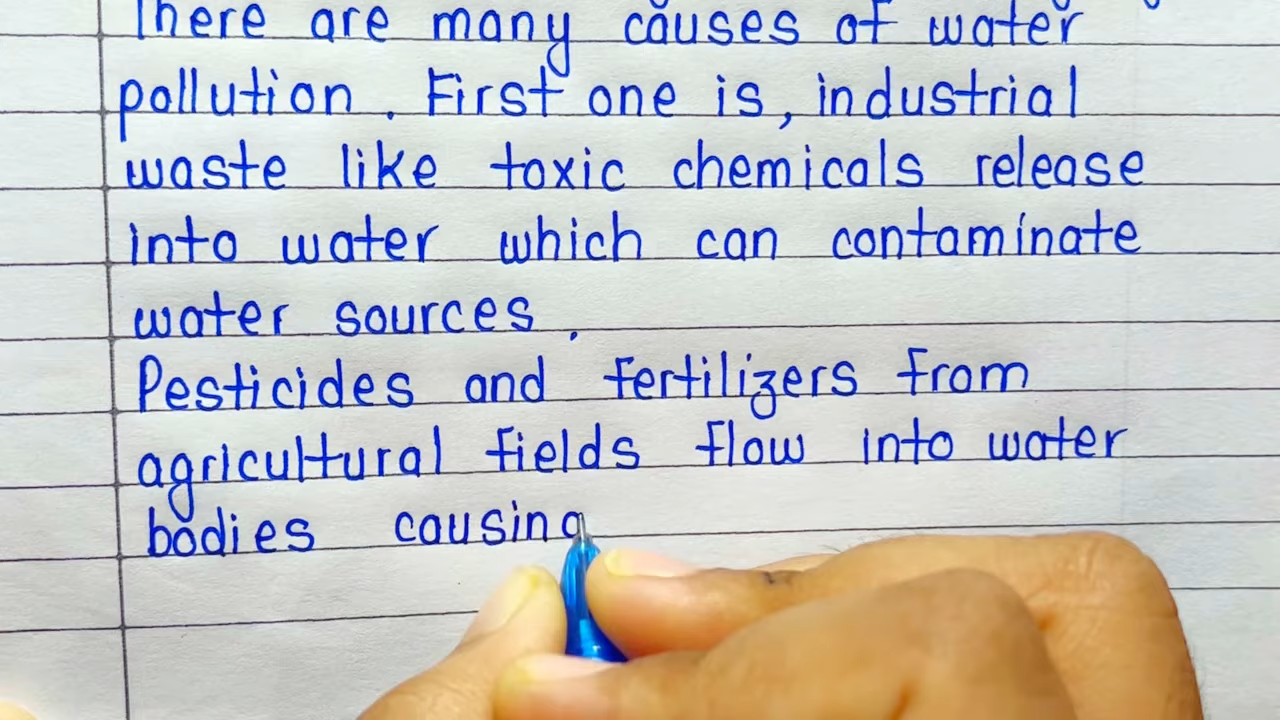 There are many causes of water
pollution. First one is, industrial
waste like toxic chemicals release
into water which can contaminate
water sources.
Pesticides and fertilizers from
agricultural fields flow into water
bodies causing